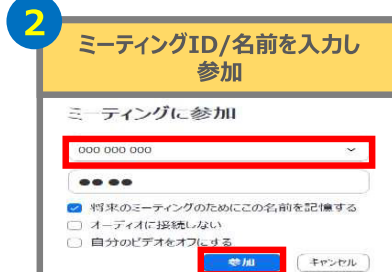 2
ミーティングID/名前を入力し
参加
ミーティングに参加
000 000 000
●● ●●
将来のミーティングのためにこの名前を記憶する
オーディオに接続しない
自分のビデオをオフにする
参加
キャンセル